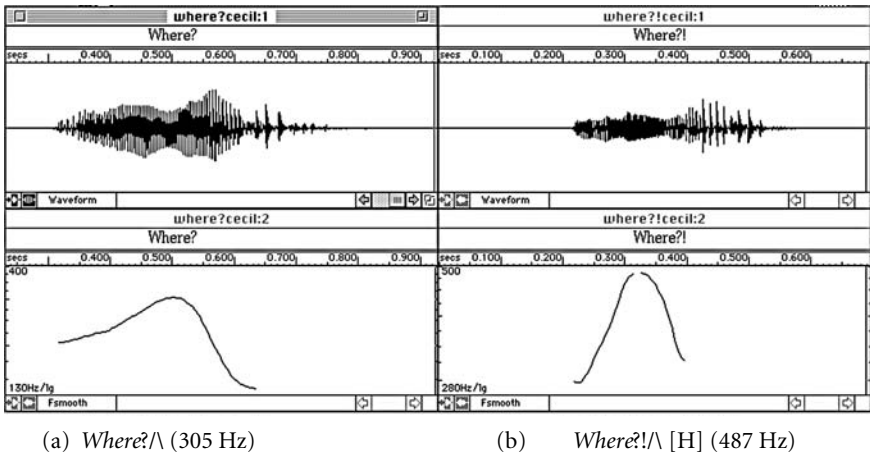 where?cecil:1
Where?
secs 0.400 0.500 0.600 0.700 0.800 0.900
Waveform
where?cecil:2
Where?
secs 0.400 0.500 0.600 0.700 0.800 0.900
400
130Hz/lg
Fsmooth
where?!cecil:1
Where?!
secs 0.100 0.200 0.300 0.400 0.500 0.600
Waveform
where?!cecil:2
Where?!
secs 0.100 0.200 0.300 0.400 0.500 0.600
500
280Hz/lg
Fsmooth
(a) Where?/\ (305 Hz)
(b) Where?!/\ [H] (487 Hz)